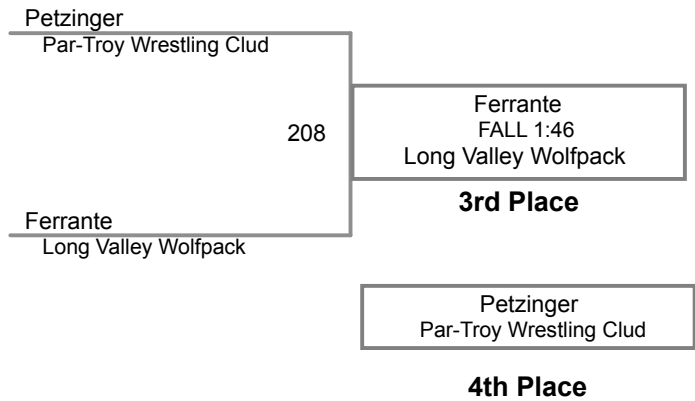 Petzinger
Par-Troy Wrestling Clud
208
Ferrante
FALL 1:46
Long Valley Wolfpack
3rd Place
Ferrante
Long Valley Wolfpack
Petzinger
Par-Troy Wrestling Clud
4th Place